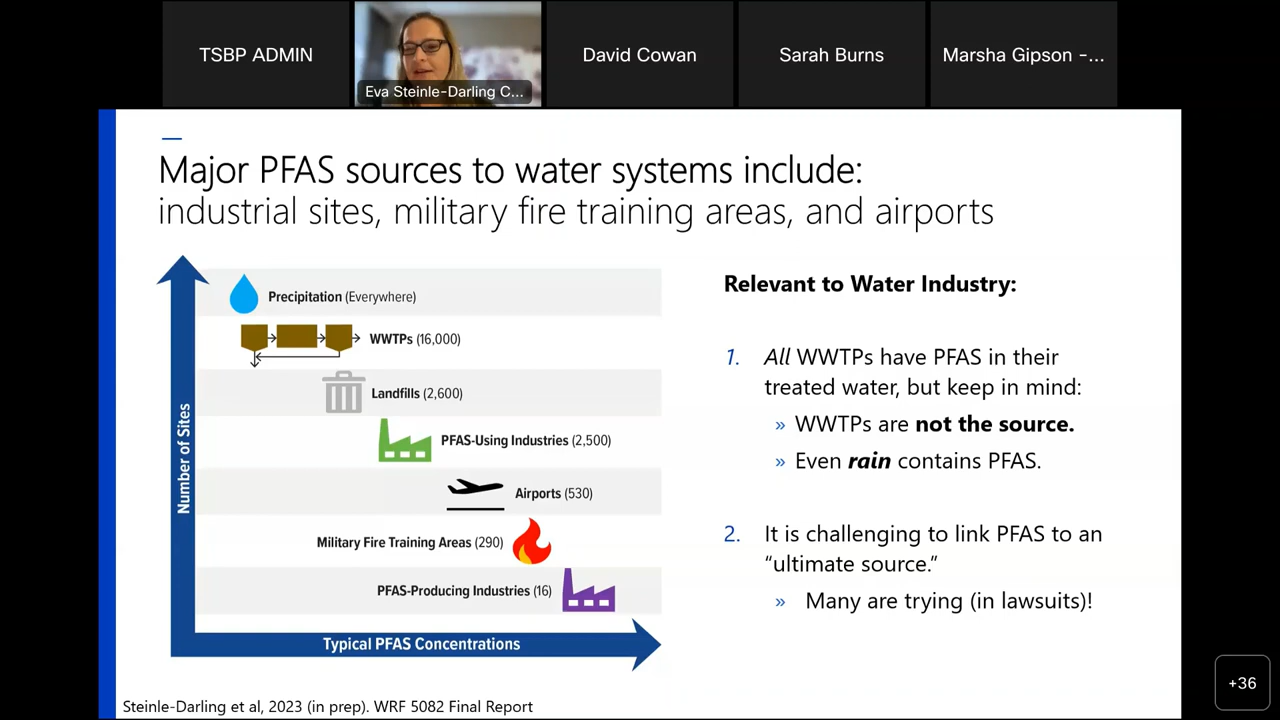 TSBP ADMIN
Eva Steinle-Darling C...
David Cowan
Sarah Burns
Marsha Gipson -...
Major PFAS sources to water systems include:
industrial sites, military fire training areas, and airports
Number of Sites
Precipitation (Everywhere)
WWTPs (16,000)
Landfills (2,600)
PFAS-Using Industries (2,500)
Airports (530)
Military Fire Training Areas (290)
PFAS-Producing Industries (16)
Typical PFAS Concentrations
Relevant to Water Industry:
1. All WWTPs have PFAS in their
treated water, but keep in mind:
» WWTPs are not the source.
» Even rain contains PFAS.
2. It is challenging to link PFAS to an
“ultimate source.”
» Many are trying (in lawsuits)!
Steinle-Darling et al, 2023 (in prep). WRF 5082 Final Report
+36